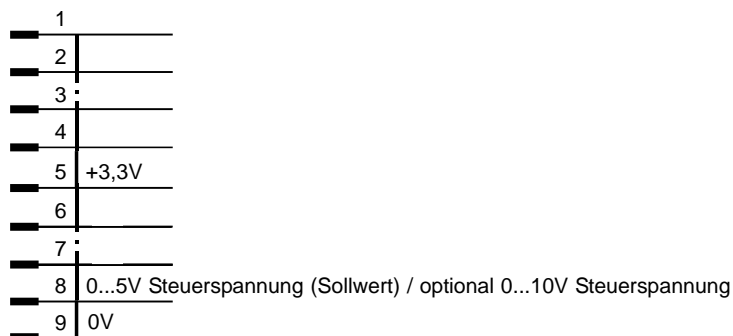 1
2
3
4
5 +3,3V
6
7
8 0...5V Steuerspannung (Sollwert) / optional 0...10V Steuerspannung
9 0V